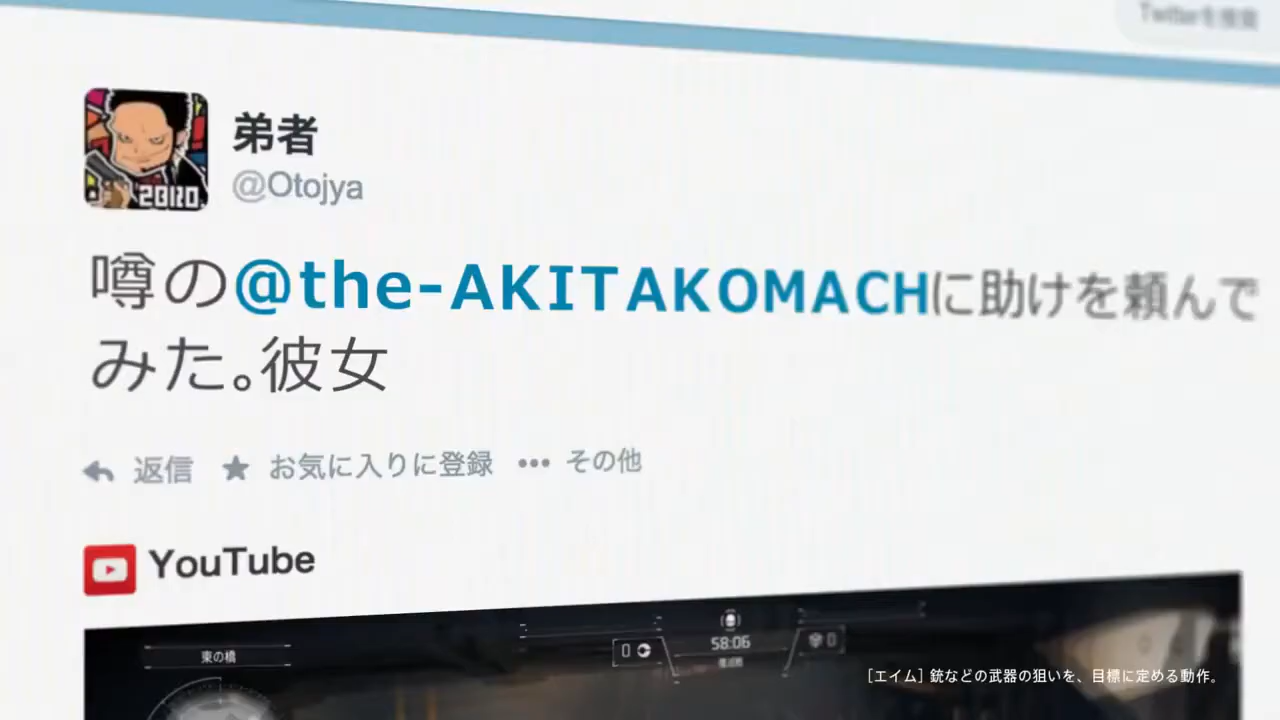 Twitterを検索
弟者
@Otojya
2BRO.
噂の@the-AKITAKOMACHに助けを頼んで
みた。彼女
返信 お気に入りに登録 その他
YouTube
東の橋
0 58:06 0
[エイム] 銃などの武器の狙いを、目標に定める動作。